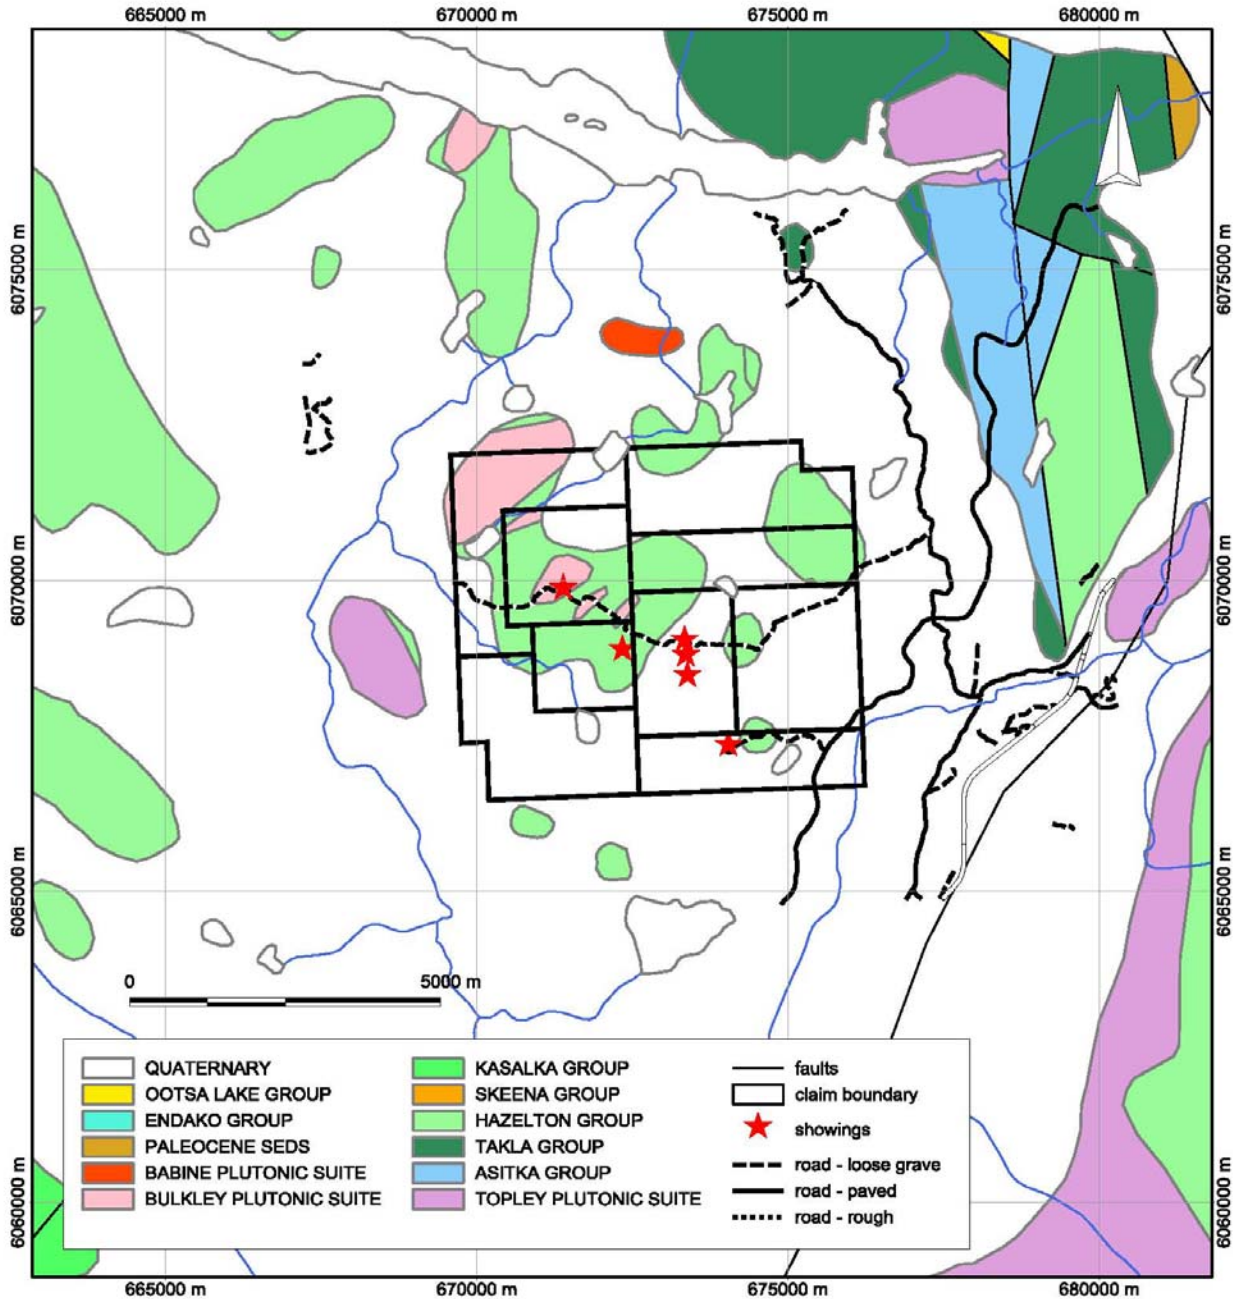 665000 m 670000 m 675000 m 680000 m
6075000 m 6075000 m
6070000 m 6070000 m
6065000 m 6065000 m
0 5000 m
QUATERNARY
OOTSA LAKE GROUP
ENDAKO GROUP
PALEOCENE SEDS
BABINE PLUTONIC SUITE
BULKLEY PLUTONIC SUITE
KASALKA GROUP
SKEENA GROUP
HAZELTON GROUP
TAKLA GROUP
ASITKA GROUP
TOPLEY PLUTONIC SUITE
faults
claim boundary
showings
road - loose grave
road - paved
road - rough
6060000 m 6060000 m
665000 m 670000 m 675000 m 680000 m